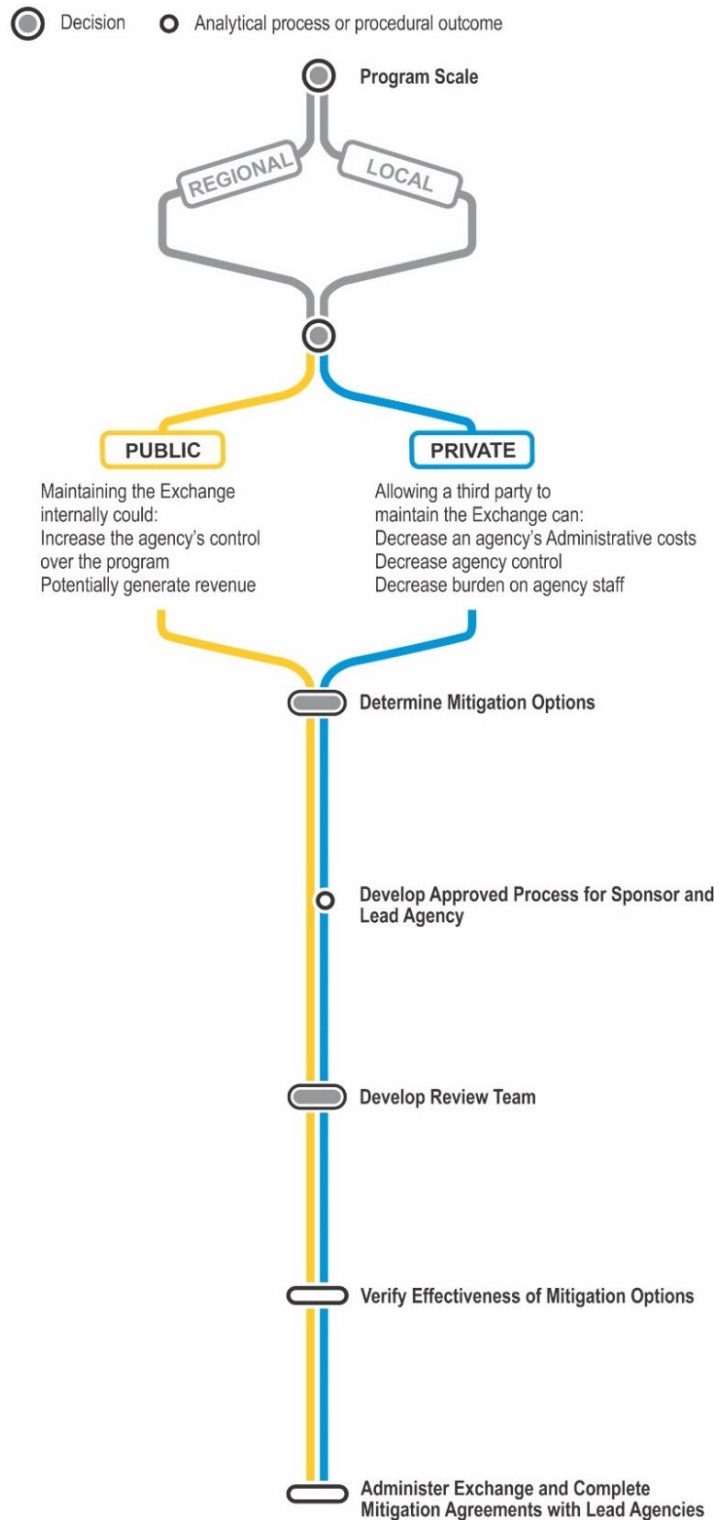 Decision
Analytical process or procedural outcome
Program Scale
REGIONAL
LOCAL
PUBLIC
Maintaining the Exchange
internally could:
Increase the agency's control
over the program
Potentially generate revenue
PRIVATE
Allowing a third party to
maintain the Exchange can:
Decrease an agency's Administrative costs
Decrease agency control
Decrease burden on agency staff
Determine Mitigation Options
Develop Approved Process for Sponsor and
Lead Agency
Develop Review Team
Verify Effectiveness of Mitigation Options
Administer Exchange and Complete
Mitigation Agreements with Lead Agencies